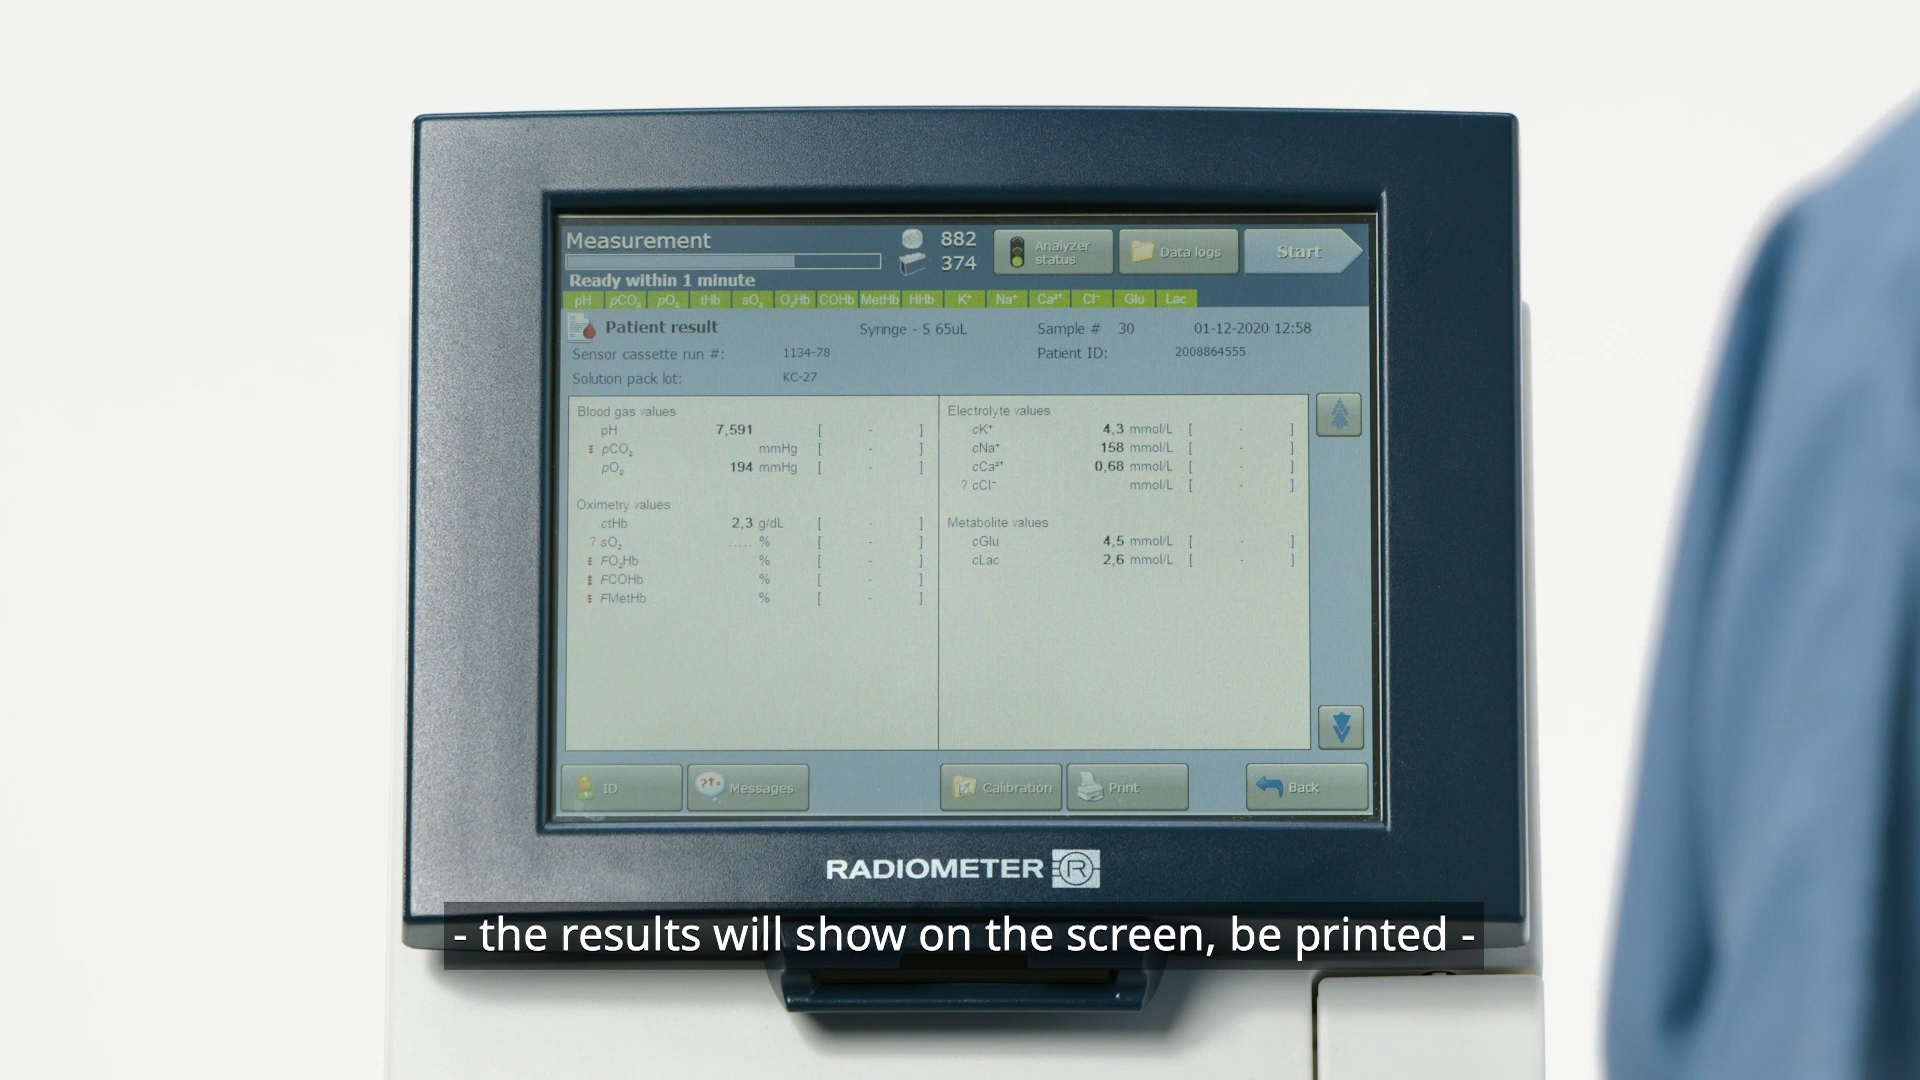 Measurement
882
374
Analyzer status
Data logs
Start
Ready within 1 minute
pH pCO₂ pO₂ tHb sO₂ O₂Hb COHb MetHb HHb K⁺ Na⁺ Ca²⁺ Cl⁻ Glu Lac
Patient result Syringe - S 65uL Sample # 30 01-12-2020 12:58
Sensor cassette run #: 1134-78 Patient ID: 2008864555
Solution pack lot: KC-27
Blood gas values
pH 7,591 [ - ]
pCO₂ mmHg [ - ]
pO₂ 194 mmHg [ - ]
Oximetry values
ctHb 2,3 g/dL [ - ]
? sO₂ ..... % [ - ]
FO₂Hb % [ - ]
FCOHb % [ - ]
FMetHb % [ - ]
Electrolyte values
cK⁺ 4,3 mmol/L [ - ]
cNa⁺ 158 mmol/L [ - ]
cCa²⁺ 0,68 mmol/L [ - ]
? cCl⁻ mmol/L [ - ]
Metabolite values
cGlu 4,5 mmol/L [ - ]
cLac 2,6 mmol/L [ - ]
ID
Messages
Calibration
Print
Back
RADIOMETER R
- the results will show on the screen, be printed -